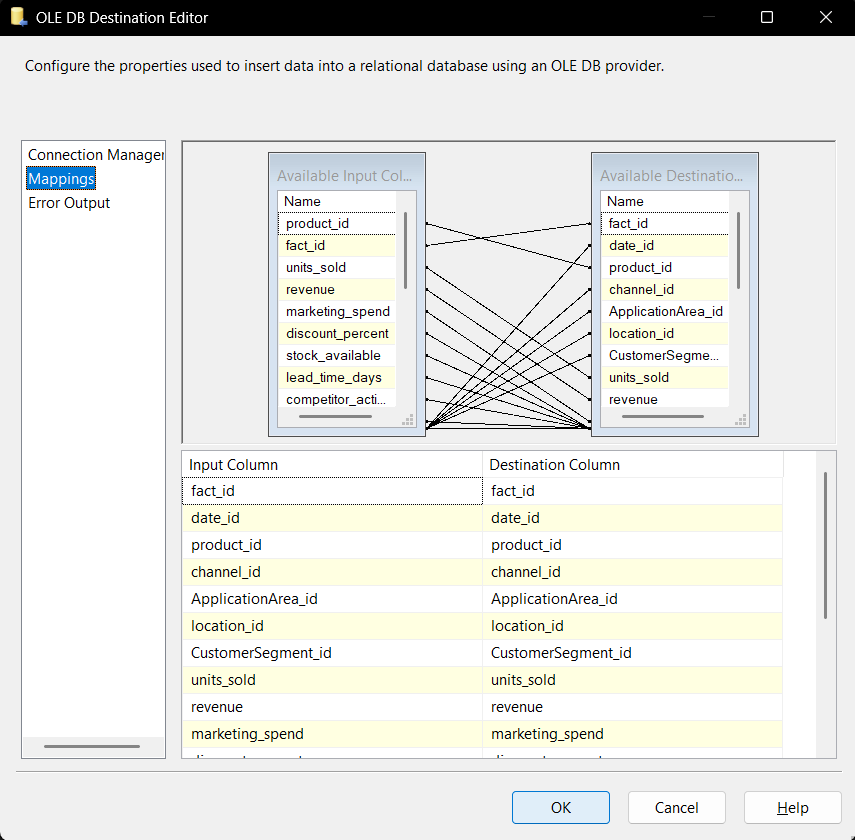 OLE DB Destination Editor
Configure the properties used to insert data into a relational database using an OLE DB provider.
Connection Manager
Mappings
Error Output
Available Input Col...
Name
product_id
fact_id
units_sold
revenue
marketing_spend
discount_percent
stock_available
lead_time_days
competitor_acti...
Available Destinatio...
Name
fact_id
date_id
product_id
channel_id
ApplicationArea_id
location_id
CustomerSegme...
units_sold
revenue
Input Column Destination Column
fact_id fact_id
date_id date_id
product_id product_id
channel_id channel_id
ApplicationArea_id ApplicationArea_id
location_id location_id
CustomerSegment_id CustomerSegment_id
units_sold units_sold
revenue revenue
marketing_spend marketing_spend
OK Cancel Help